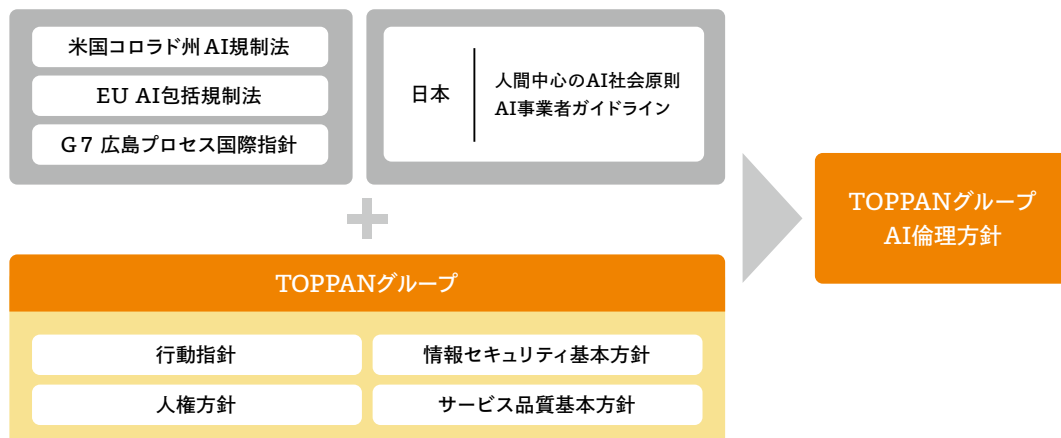 米国コロラド州 AI規制法
EU AI包括規制法
G7 広島プロセス国際指針
日本
人間中心のAI社会原則
AI事業者ガイドライン
TOPPANグループ
AI倫理方針
TOPPANグループ
行動指針
情報セキュリティ基本方針
人権方針
サービス品質基本方針